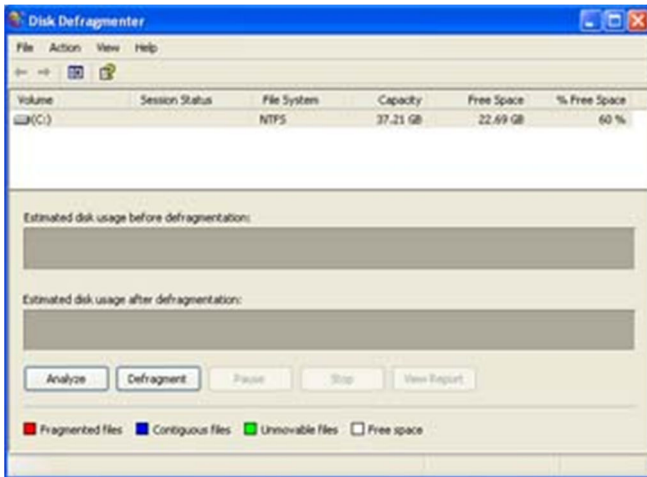 Disk Defragmenter
File Action View Help
Volume Session Status File System Capacity Free Space % Free Space
(C:) NTFS 37.21 GB 22.69 GB 60 %
Estimated disk usage before defragmentation:
Estimated disk usage after defragmentation:
Analyze Defragment Pause Stop View Report
Fragmented files Contiguous files Unmovable files Free space